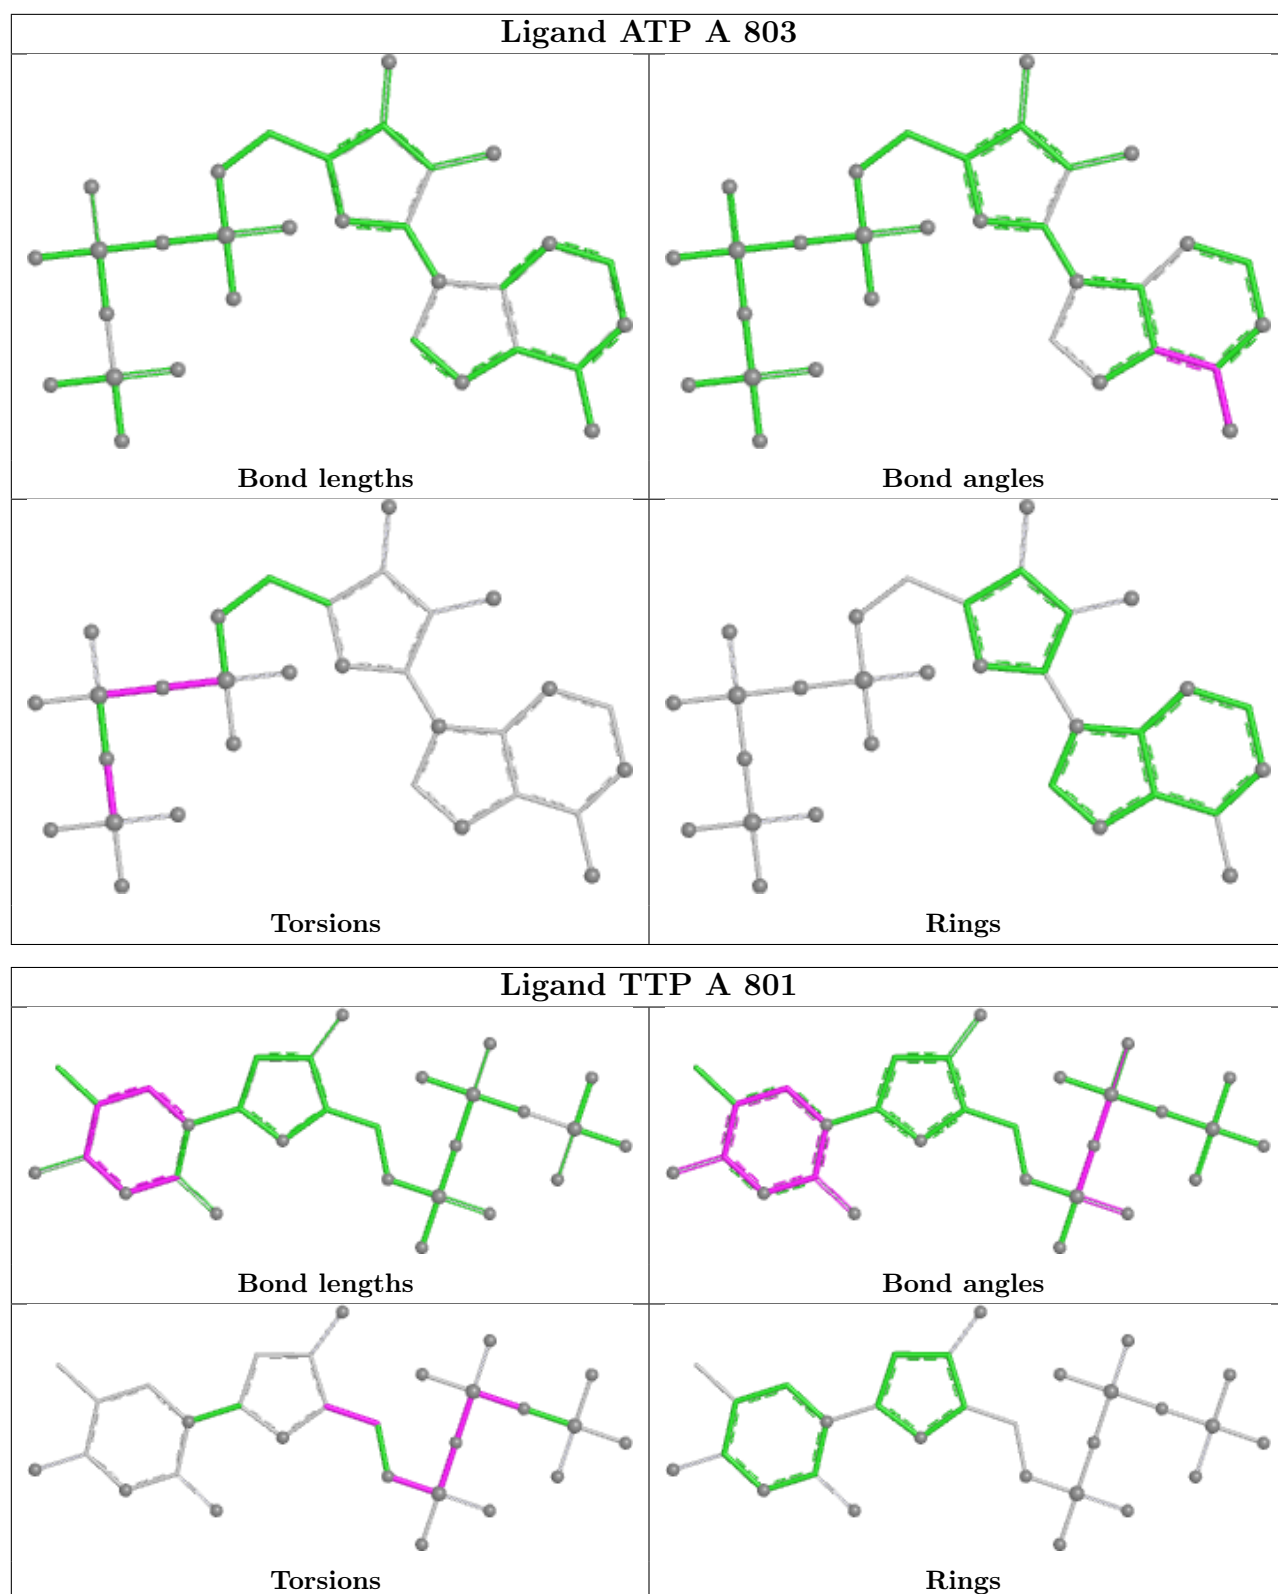 Ligand ATP A 803
Bond lengths
Bond angles
Torsions
Rings
Ligand TTP A 801
Bond lengths
Bond angles
Torsions
Rings